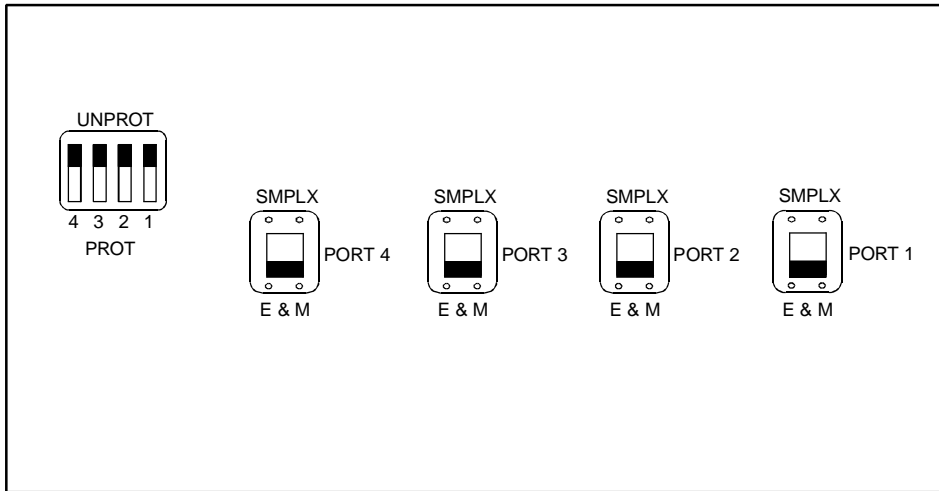 UNPROT
4 3 2 1
PROT
SMPLX
PORT 4
E & M
SMPLX
PORT 3
E & M
SMPLX
PORT 2
E & M
SMPLX
PORT 1
E & M